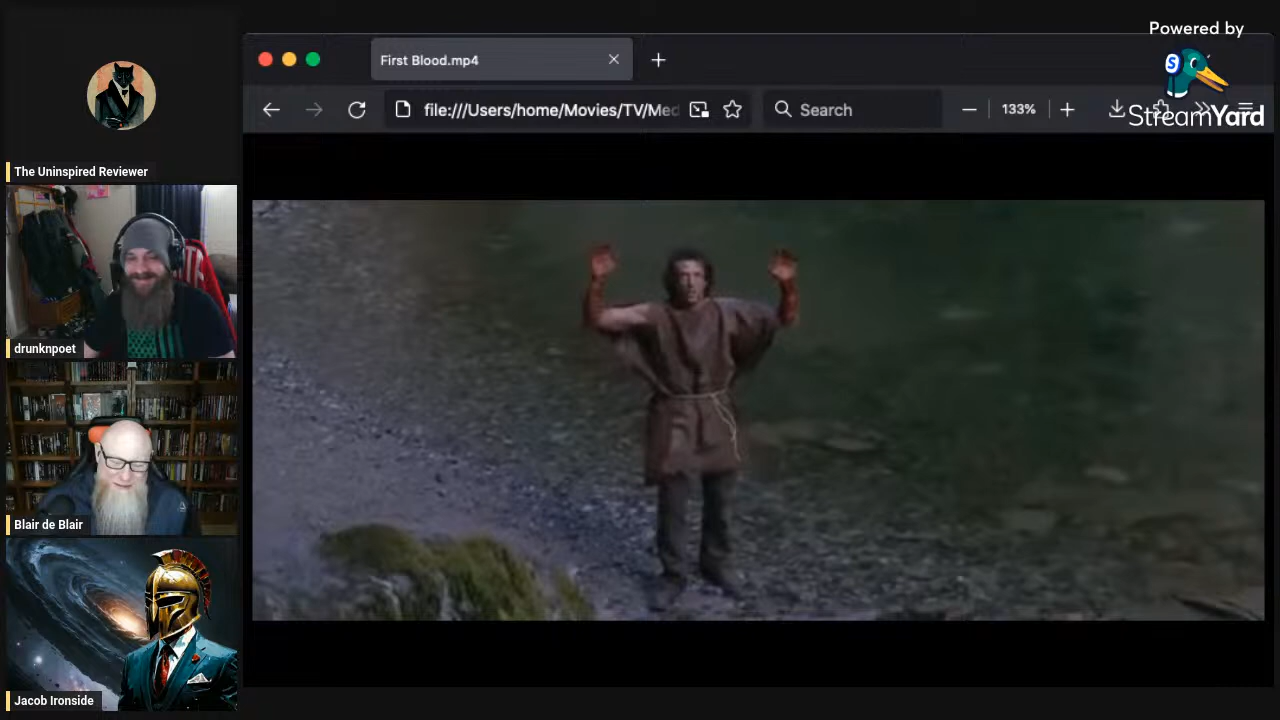 Powered by
StreamYard
First Blood.mp4
file:///Users/home/Movies/TV/Med
Search
133%
The Uninspired Reviewer
drunknpoet
Blair de Blair
Jacob Ironside